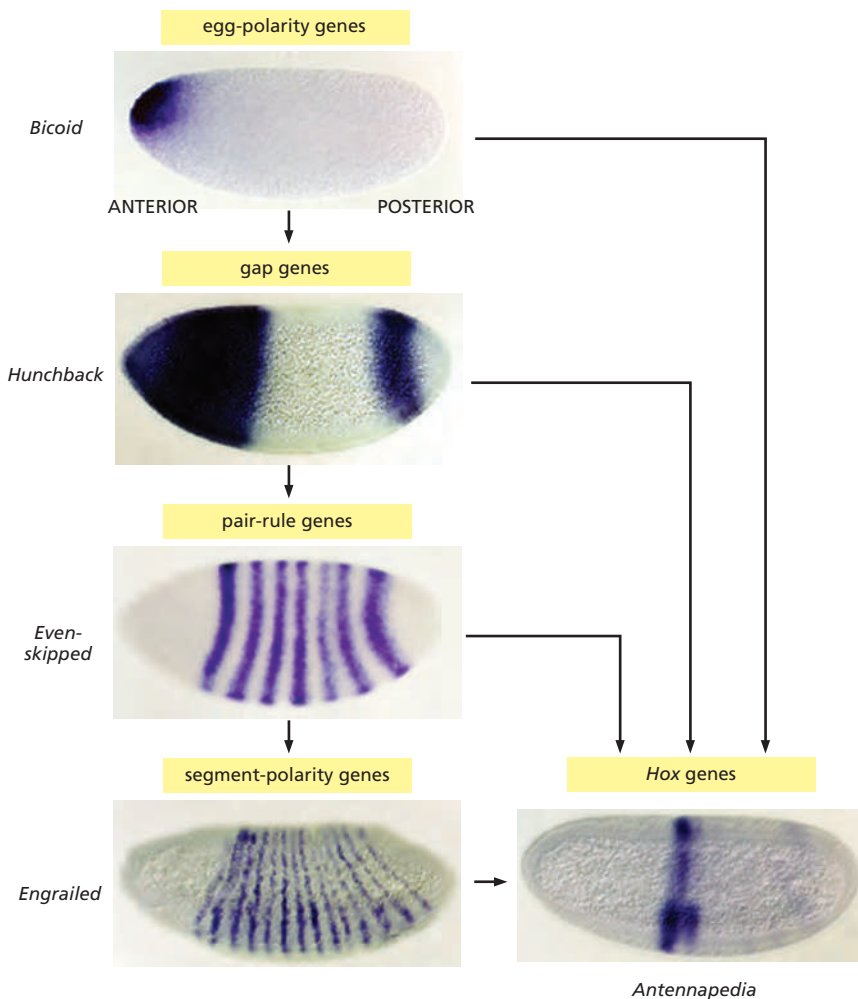 egg-polarity genes
Bicoid
ANTERIOR POSTERIOR
gap genes
Hunchback
pair-rule genes
Even-
skipped
segment-polarity genes
Hox genes
Engrailed
Antennapedia